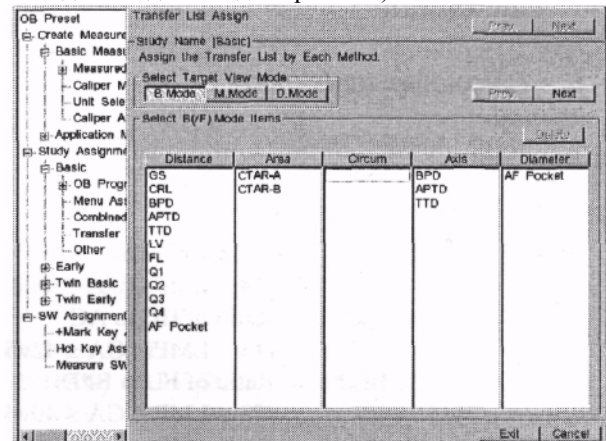 OB Preset
Create Measure
Basic Measu
Measured
Caliper M
Unit Sele
Caliper A
Application M
Study Assignme
Basic
OB Progr
Menu Ass
Combined
Transfer
Other
Early
Twin Basic
Twin Early
SW Assignment
+Mark Key
Hot Key Ass
Measure SW
Transfer List Assign
Prev Next
Study Name [Basic]
Assign the Transfer List by Each Method.
Select Target View Mode
B.Mode M.Mode D.Mode
Prev Next
Select B(/F) Mode Items
Delete
Distance Area Circum Axis Diameter
GS CTAR-A BPD AF Pocket
CRL CTAR-B APTD
BPD TTD
APTD
TTD
LV
FL
Q1
Q2
Q3
Q4
AF Pocket
Exit Cancel